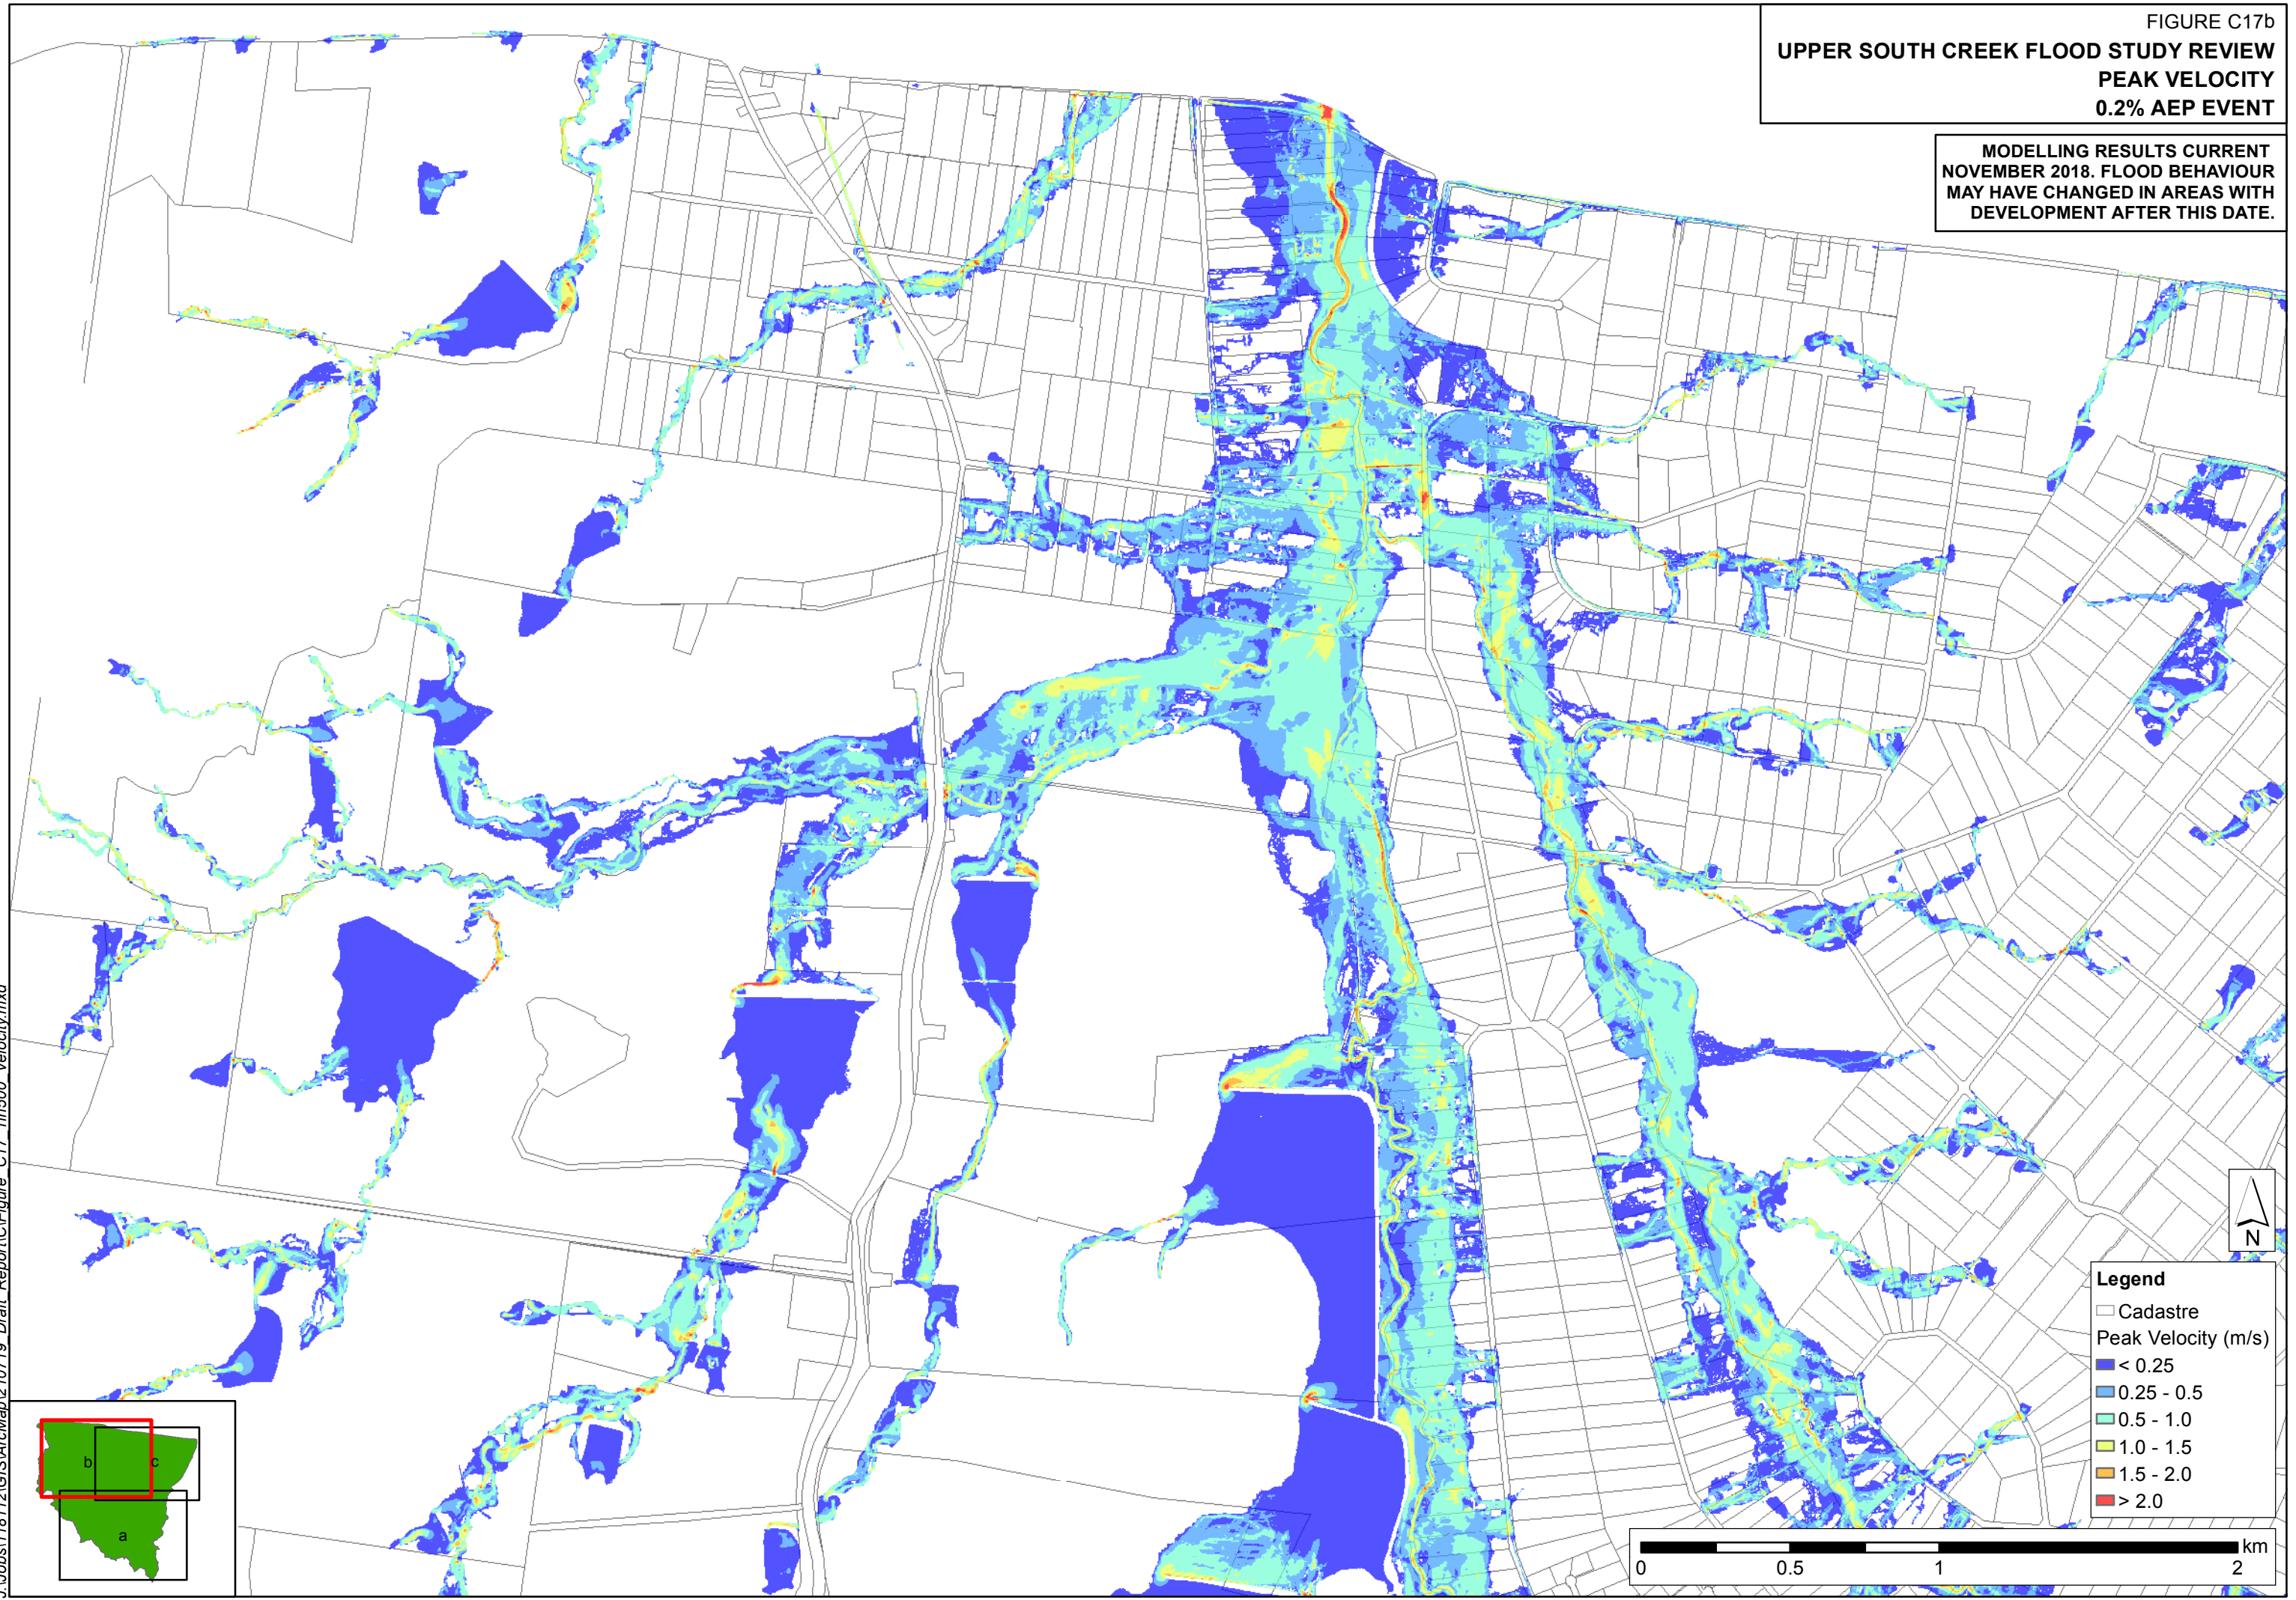 FIGURE C17b
UPPER SOUTH CREEK FLOOD STUDY REVIEW
PEAK VELOCITY
0.2% AEP EVENT
MODELLING RESULTS CURRENT
NOVEMBER 2018. FLOOD BEHAVIOUR
MAY HAVE CHANGED IN AREAS WITH
DEVELOPMENT AFTER THIS DATE.
N
Legend
Cadastre
Peak Velocity (m/s)
< 0.25
0.25 - 0.5
0.5 - 1.0
1.0 - 1.5
1.5 - 2.0
> 2.0
km
0 0.5 1 2
b c
a